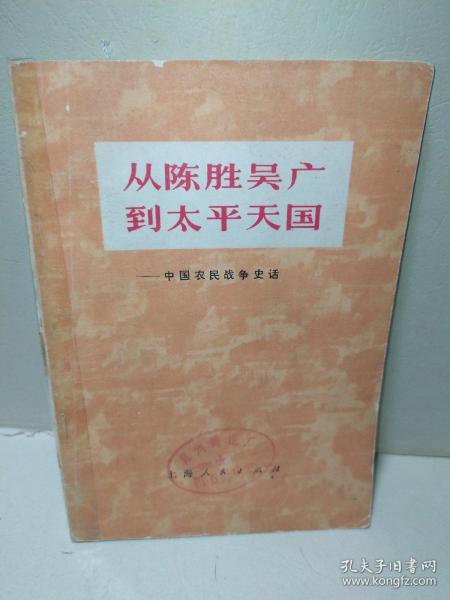 从陈胜吴广
到太平天国
——中国农民战争史话
上海人民出版社
孔夫子旧书网
www.kongfz.com